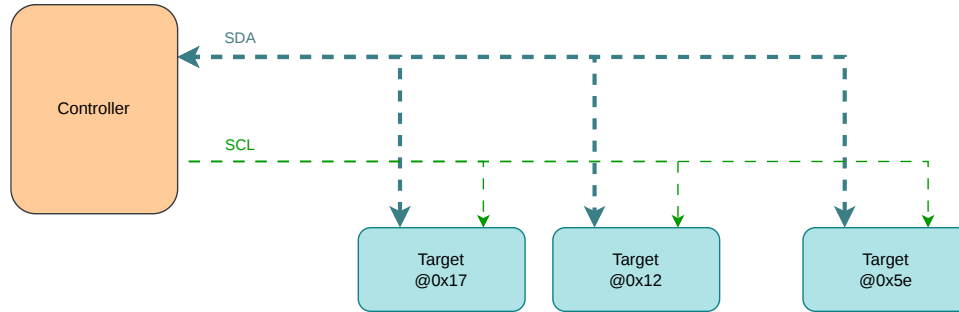 SDA
Controller
SCL
Target
@0x17
Target
@0x12
Target
@0x5e